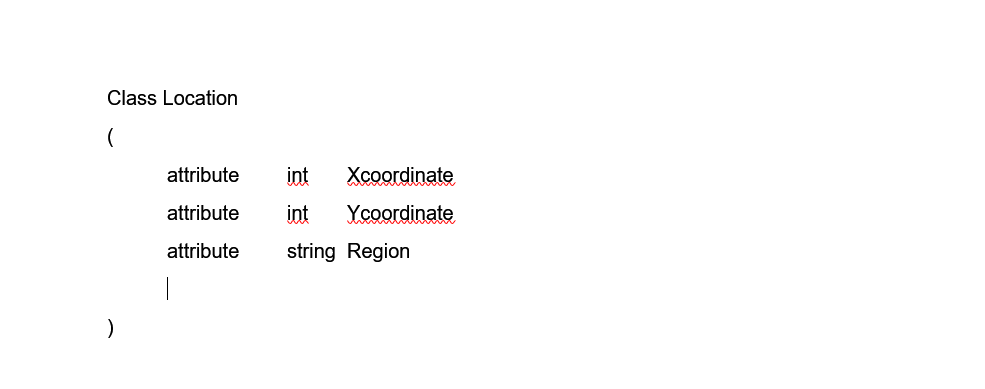 Class Location
(
attribute int Xcoordinate
attribute int Ycoordinate
attribute string Region
)